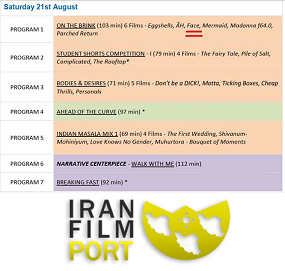 Saturday 21st August
PROGRAM 1
ON THE BRINK (103 min) 6 Films - Eggshells, ÂH, Face, Mermaid, Madonna f64.0,
Parched Return
PROGRAM 2
STUDENT SHORTS COMPETITION - I (79 min) 4 Films - The Fairy Tale, Pile of Salt,
Complicated, The Rooftop*
PROGRAM 3
BODIES & DESIRES (71 min) 5 Films - Don't be a DICK!, Matta, Ticking Boxes, Cheap
Thrills, Personals
PROGRAM 4
AHEAD OF THE CURVE (97 min) *
PROGRAM 5
INDIAN MASALA MIX 1 (69 min) 4 Films - The First Wedding, Shivanum-
Mohiniyum, Love Knows No Gender, Muhurtara - Bouquet of Moments
PROGRAM 6
NARRATIVE CENTERPIECE - WALK WITH ME (112 min)
PROGRAM 7
BREAKING FAST (92 min) *
IRAN
FILM
PORT